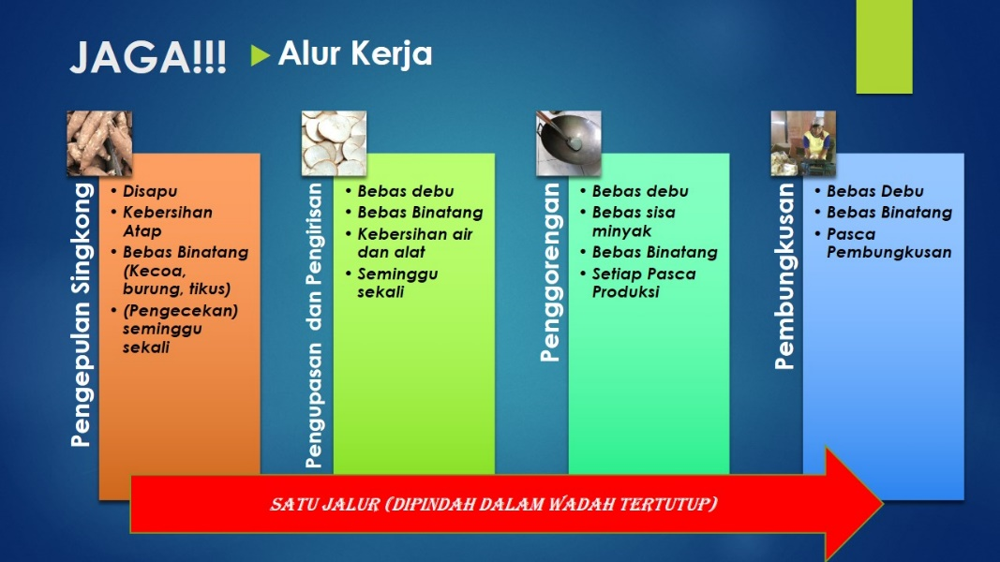 JAGA!!!
Alur Kerja
Pengepulan Singkong
• Disapu
• Kebersihan
Atap
• Bebas Binatang
(Kecoa,
burung, tikus)
• (Pengecekan)
seminggu
sekali
Pengupasan dan Pengirisan
• Bebas debu
• Bebas Binatang
• Kebersihan air
dan alat
• Seminggu
sekali
Penggorengan
• Bebas debu
• Bebas sisa
minyak
• Bebas Binatang
• Setiap Pasca
Produksi
Pembungkusan
• Bebas Debu
• Bebas Binatang
• Pasca
Pembungkusan
SATU JALUR (DIPINDAH DALAM WADAH TERTUTUP)